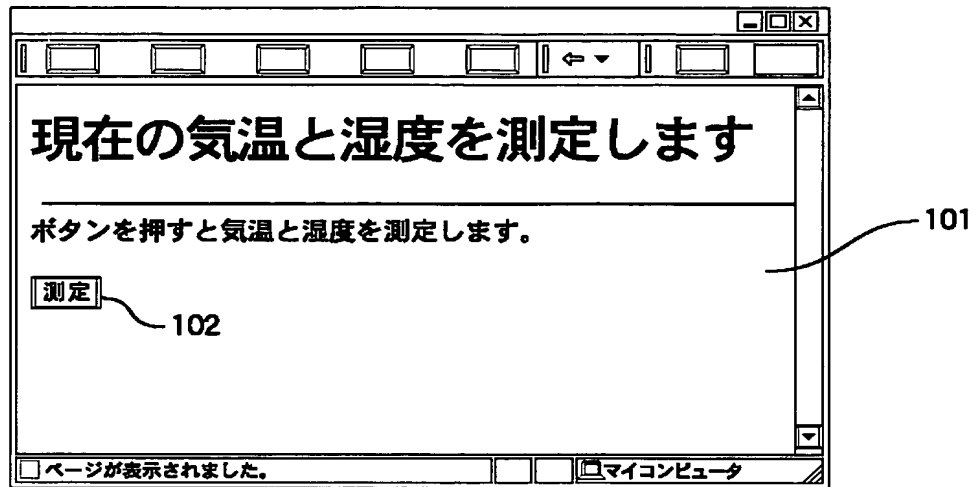 現在の気温と湿度を測定します
ボタンを押すと気温と湿度を測定します。
101
測定
102
ページが表示されました。 マイコンピュータ